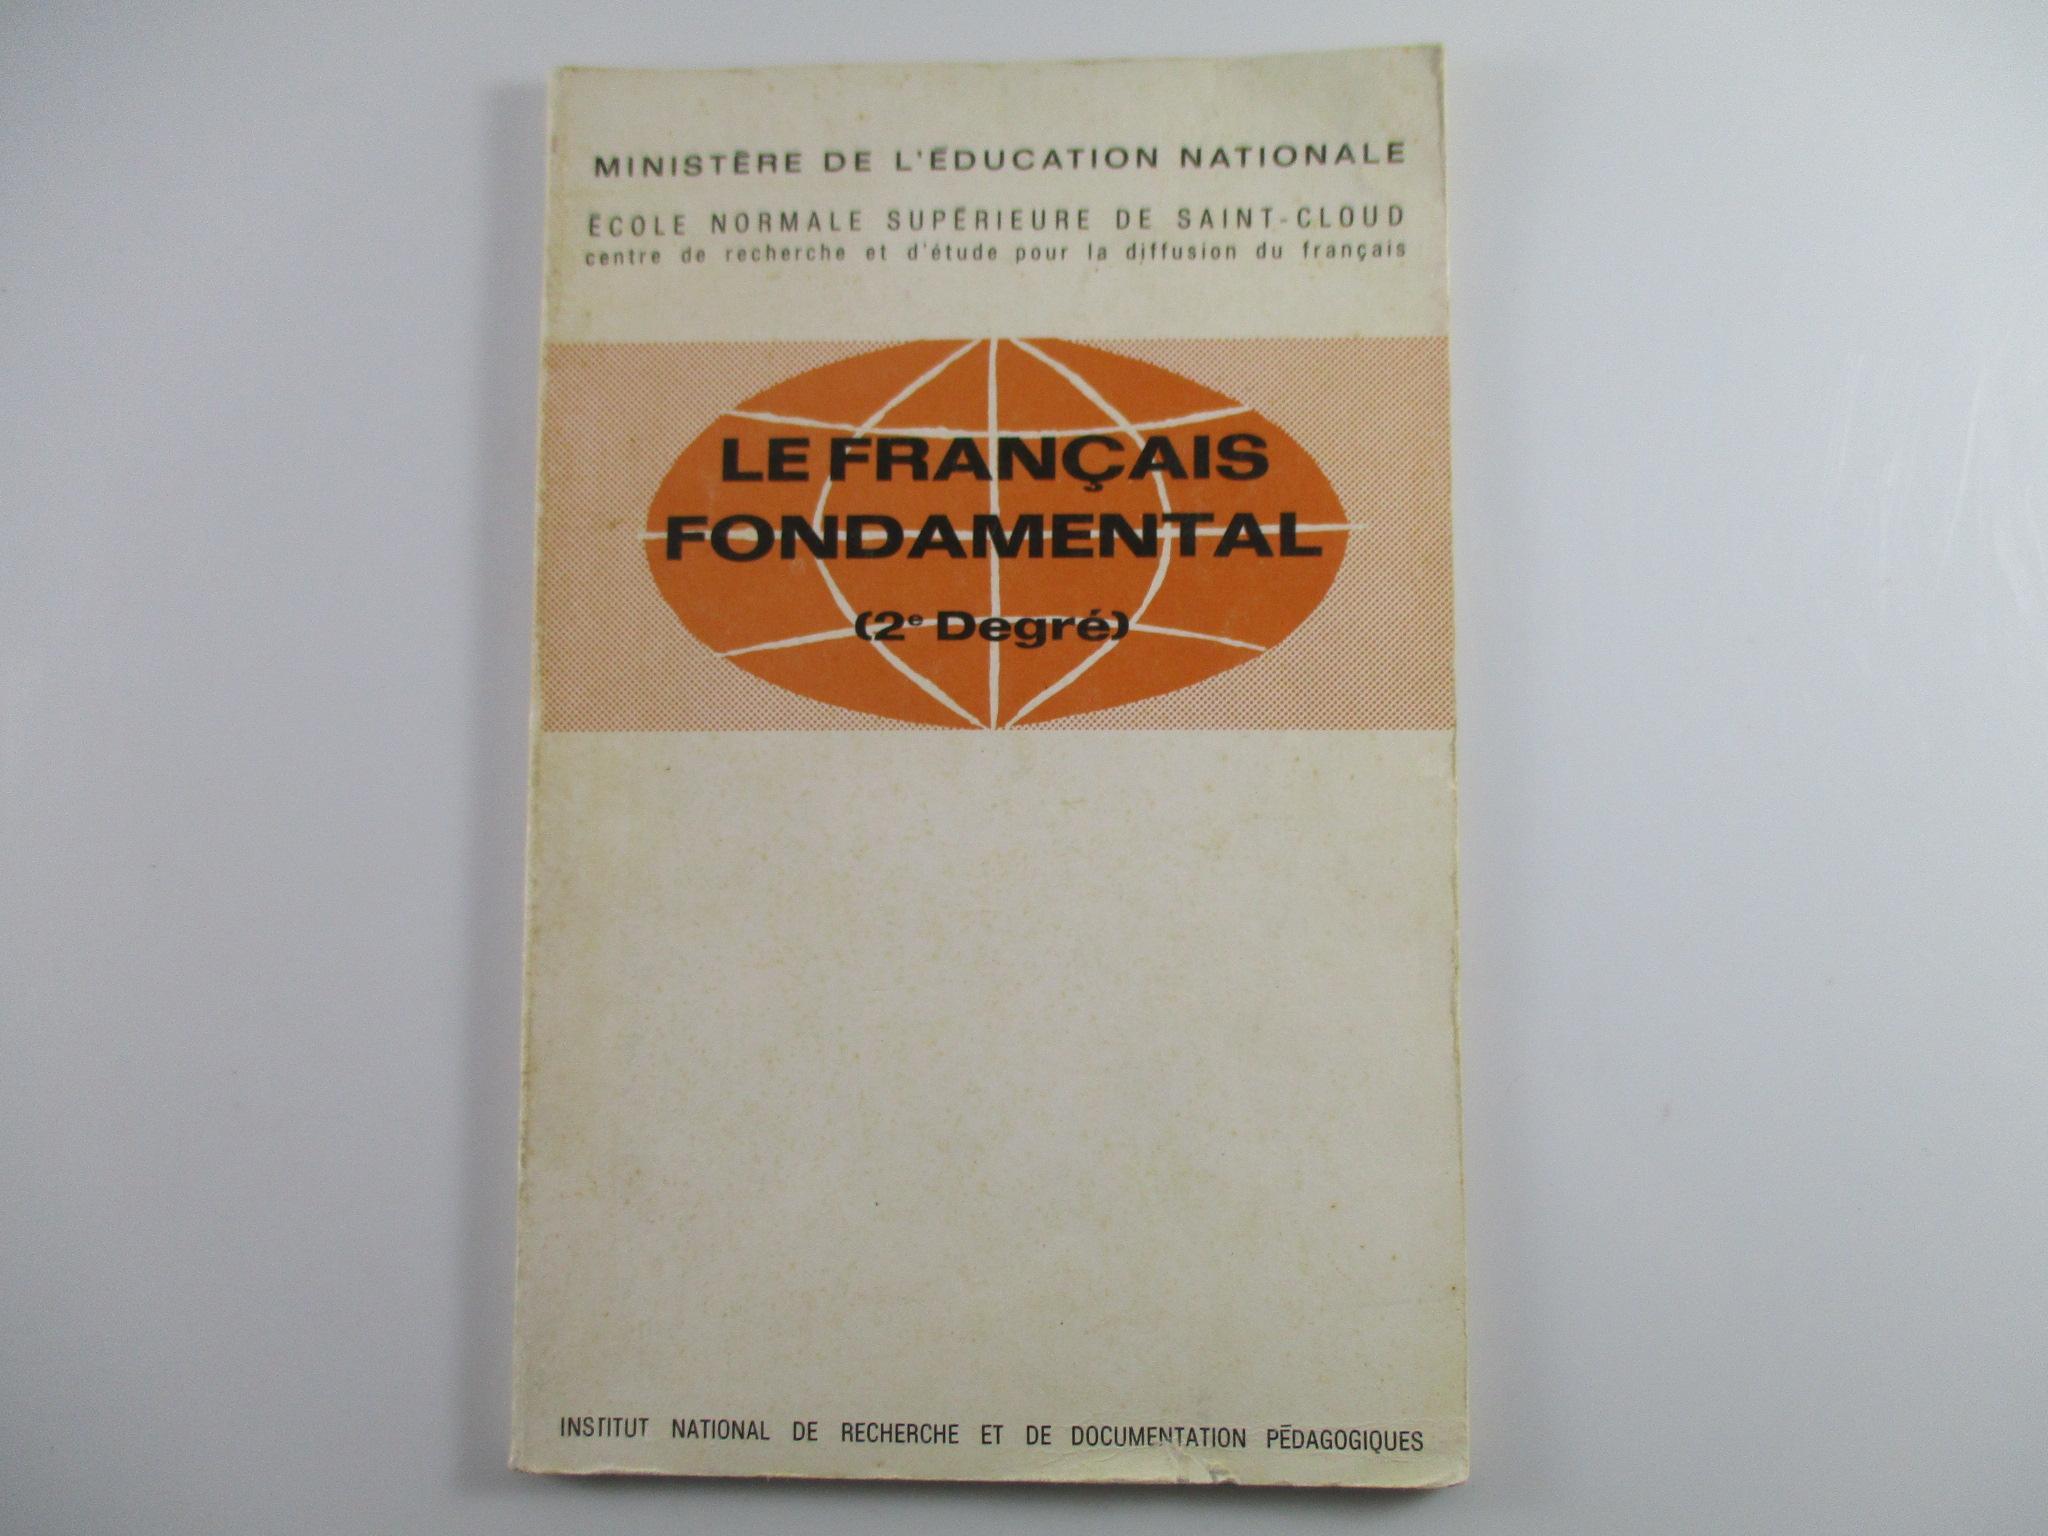 MINISTÈRE DE L'ÉDUCATION NATIONALE
ÉCOLE NORMALE SUPÉRIEURE DE SAINT-CLOUD
centre de recherche et d'étude pour la diffusion du français
LE FRANÇAIS
FONDAMENTAL
(2e Degré)
INSTITUT NATIONAL DE RECHERCHE ET DE DOCUMENTATION PÉDAGOGIQUES